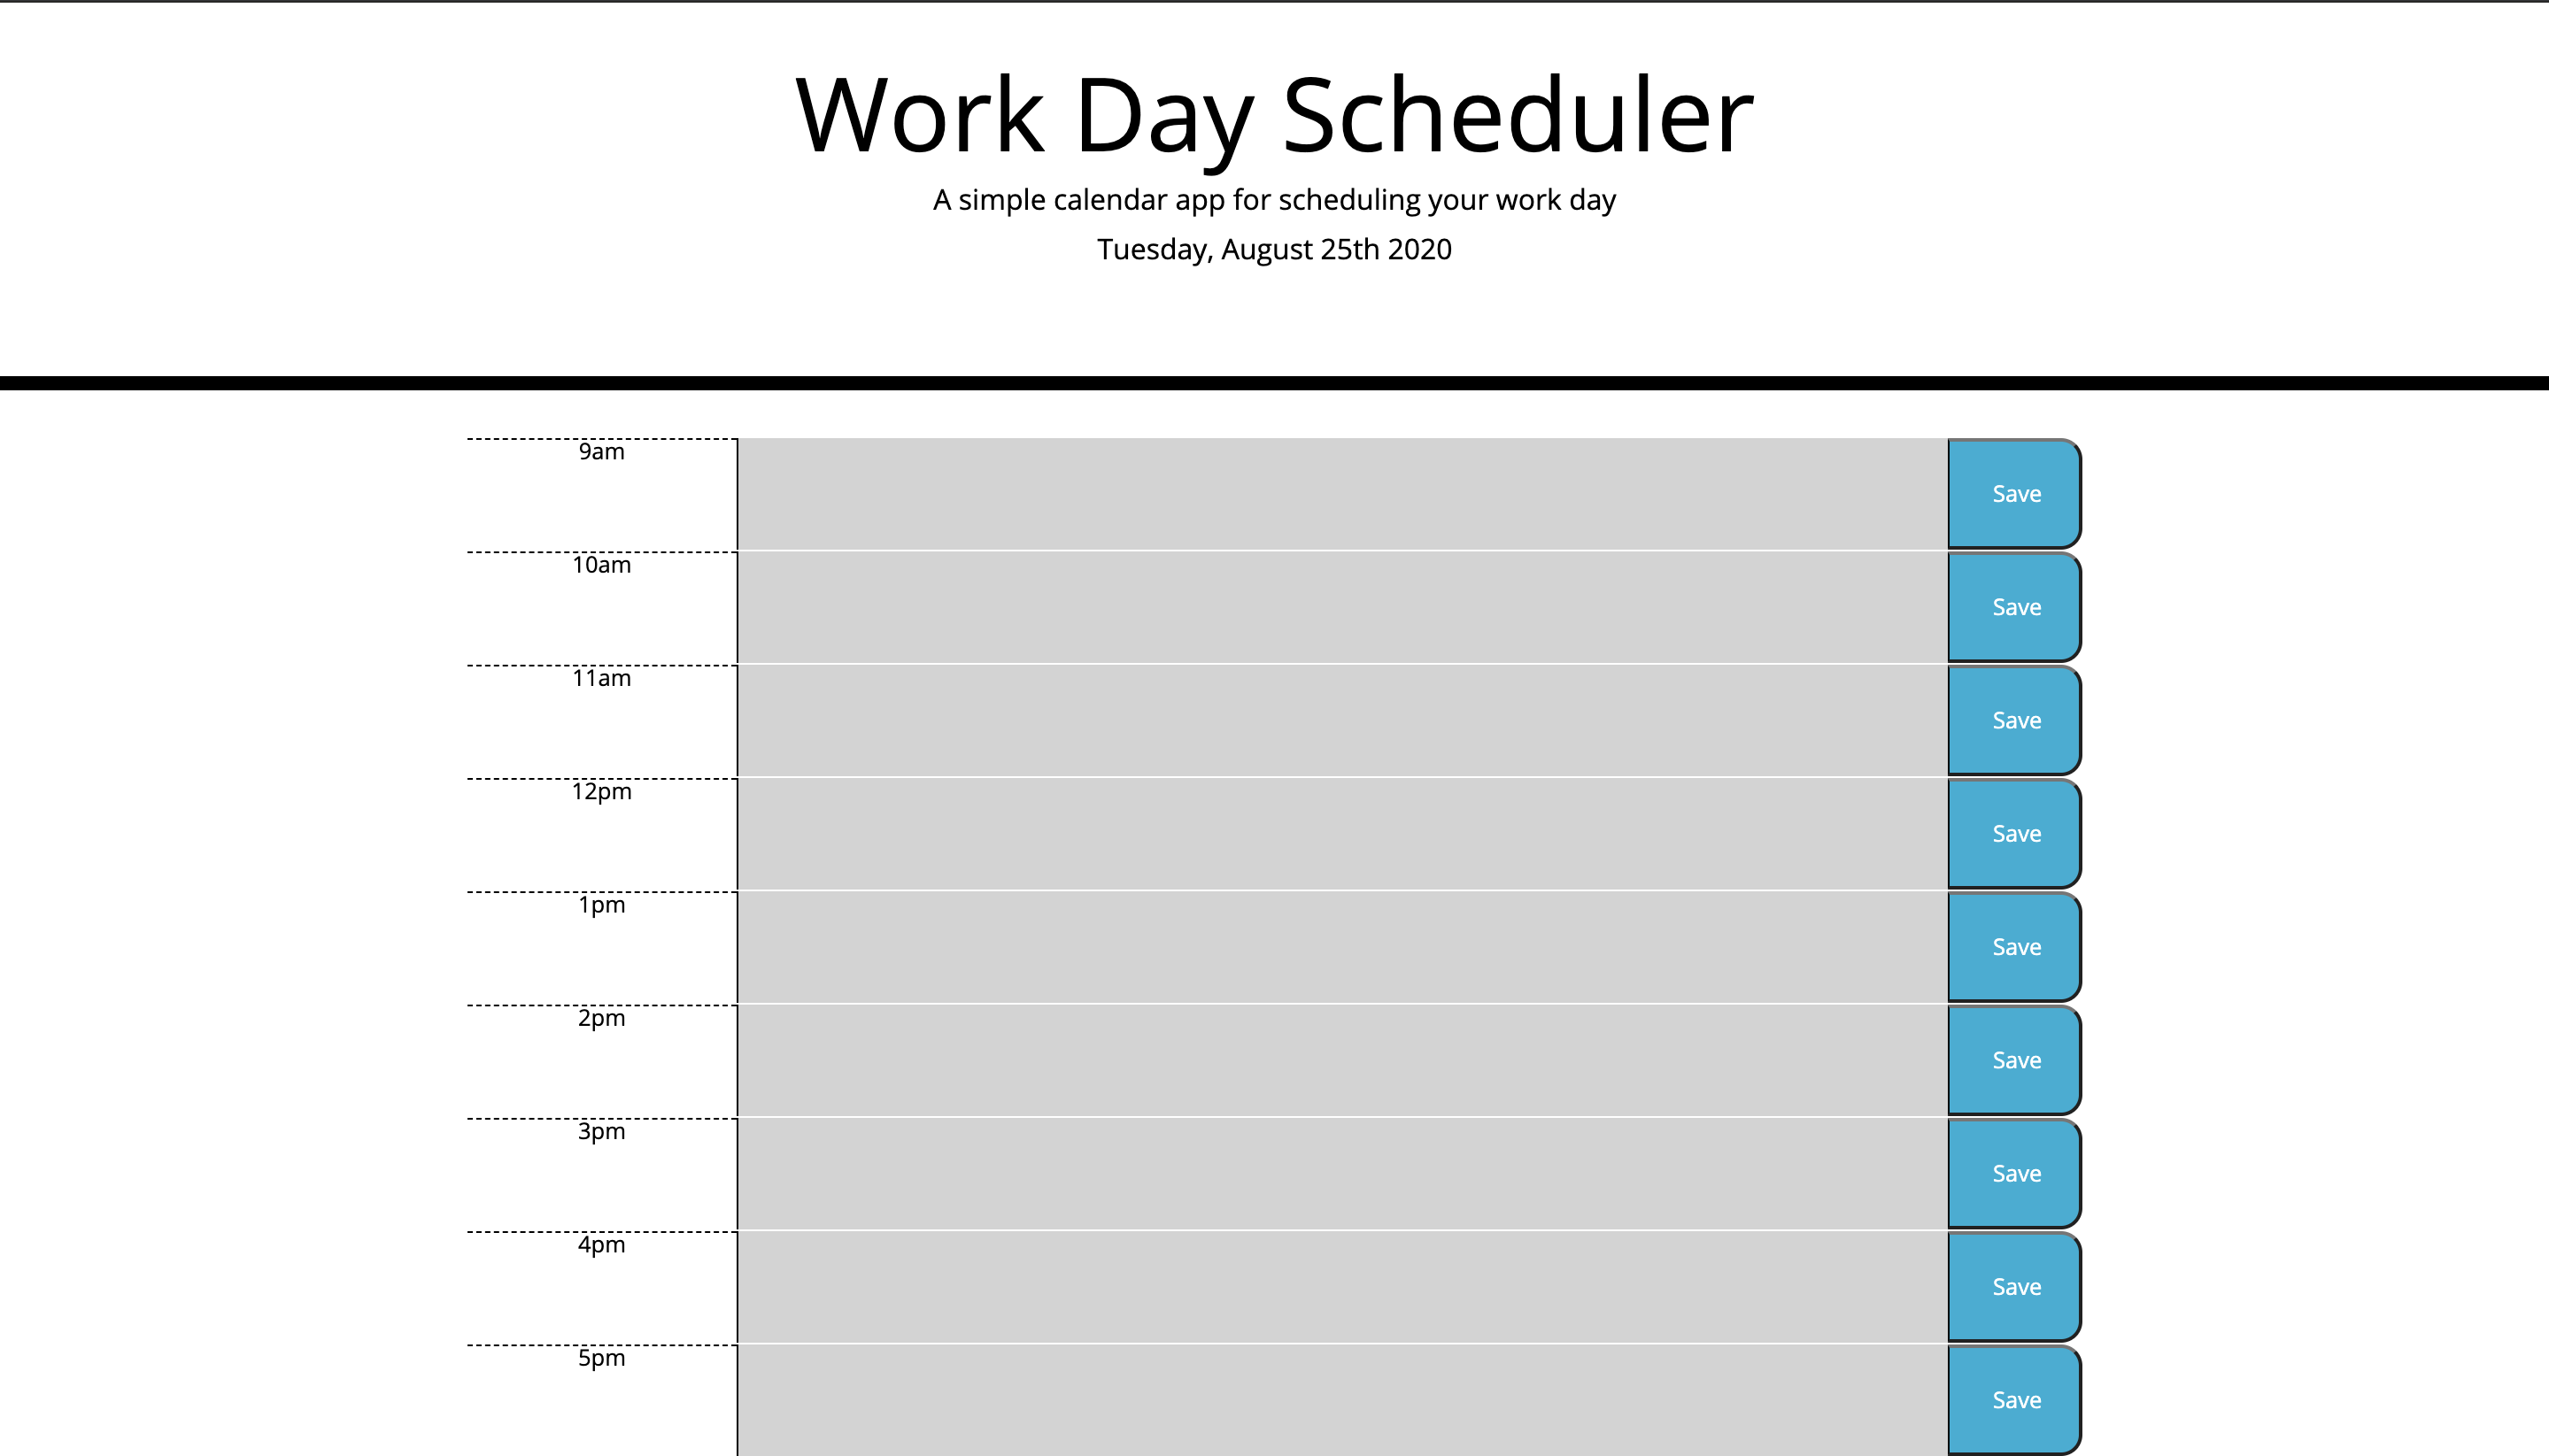 Work Day Scheduler
A simple calendar app for scheduling your work day
Tuesday, August 25th 2020
9am
Save
10am
Save
11am
Save
12pm
Save
1pm
Save
2pm
Save
3pm
Save
4pm
Save
5pm
Save